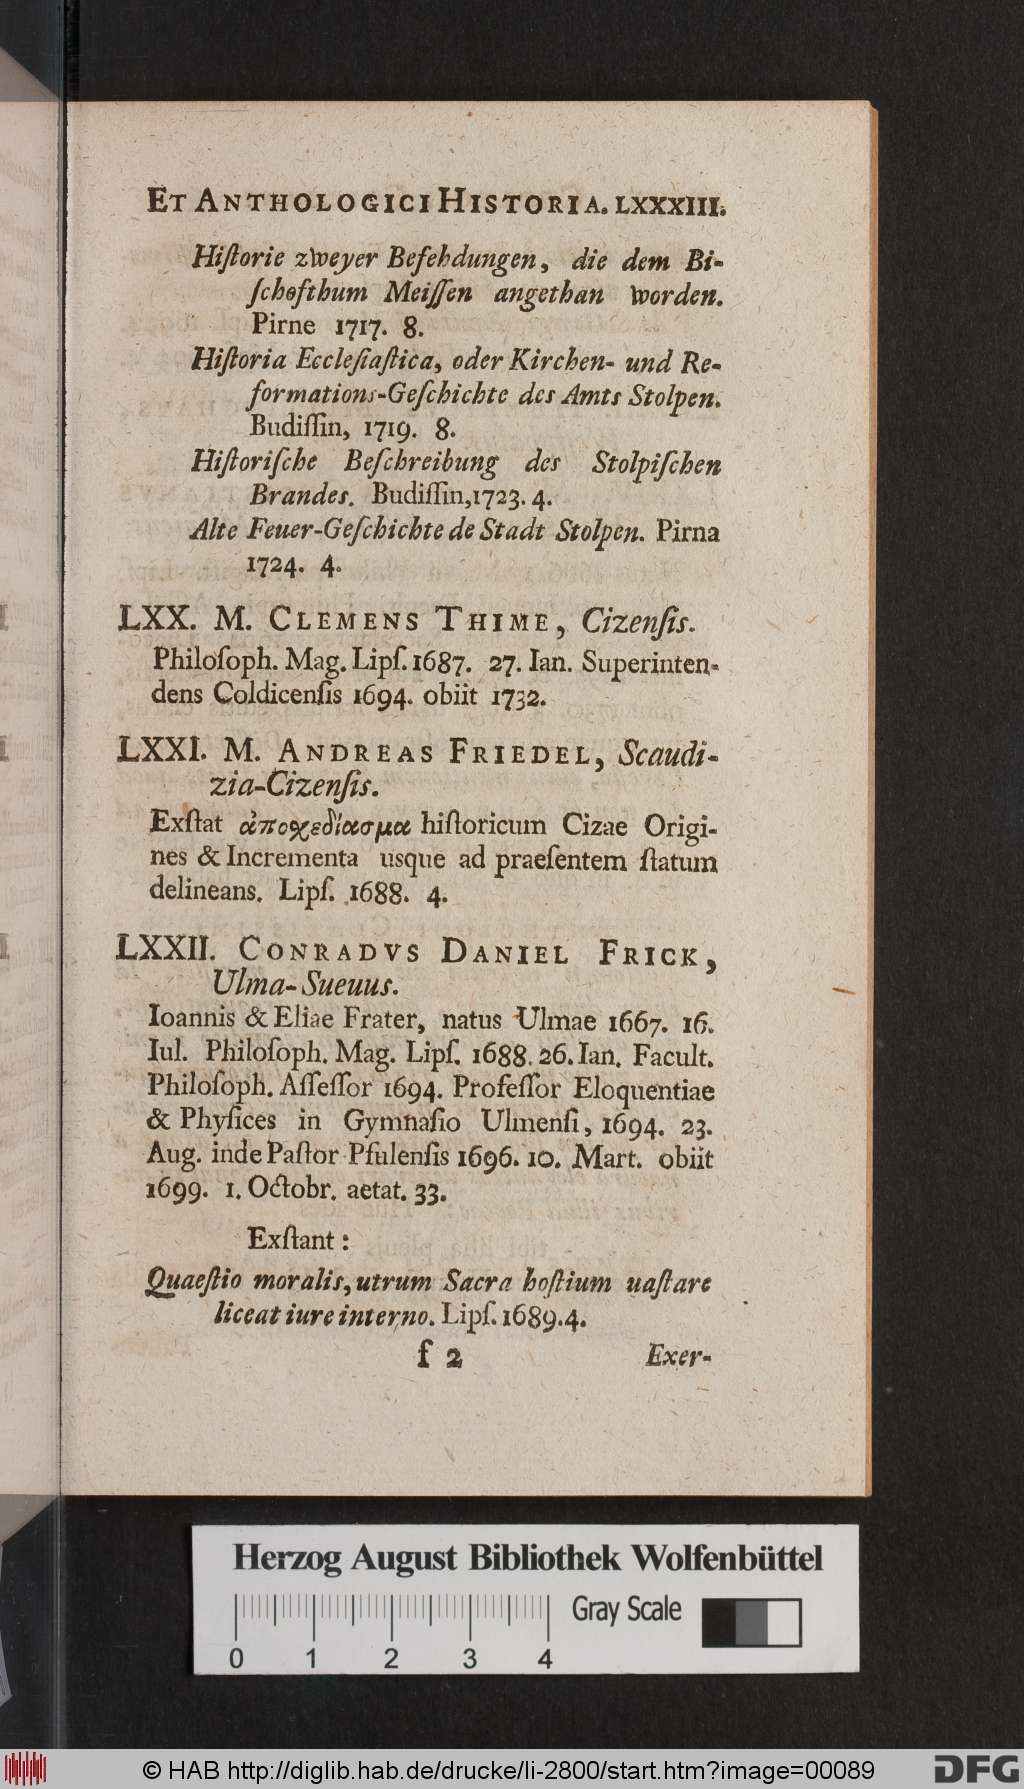 ET ANTHOLOGICI HISTORIA. LXXXIII.
Hiſtorie zweyer Befehdungen, die dem Bi-
ſchofthum Meiſſen angethan worden.
Pirne 1717. 8.
Hiſtoria Eccleſiaſtica, oder Kirchen- und Re-
formations-Geſchichte des Amts Stolpen.
Budiſſin, 1719. 8.
Hiſtoriſche Beſchreibung des Stolpiſchen
Brandes. Budiſſin, 1723. 4.
Alte Feuer-Geſchichte de Stadt Stolpen. Pirna
1724. 4.
LXX. M. CLEMENS THIME, Cizenſis.
Philoſoph. Mag. Lipſ. 1687. 27. Ian. Superinten-
dens Coldicenſis 1694. obiit 1732.
LXXI. M. ANDREAS FRIEDEL, Scaudi-
zia-Cizenſis.
Exſtat ἀποχεδίασμα hiſtoricum Cizae Origi-
nes & Incrementa usque ad praeſentem ſtatum
delineans. Lipſ. 1688. 4.
LXXII. CONRADVS DANIEL FRICK,
Ulma-Sueuus.
Ioannis & Eliae Frater, natus Ulmae 1667. 16.
Iul. Philoſoph. Mag. Lipſ. 1688. 26. Ian. Facult.
Philoſoph. Aſſeſſor 1694. Profeſſor Eloquentiae
& Phyſices in Gymnaſio Ulmenſi, 1694. 23.
Aug. inde Paſtor Pfulenſis 1696. 10. Mart. obiit
1699. 1. Octobr. aetat. 33.
Exſtant:
Quaeſtio moralis, utrum Sacra hoſtium uaſtare
liceat iure interno. Lipſ. 1689. 4.
f 2 Exer-
Herzog August Bibliothek Wolfenbüttel
Gray Scale
0 1 2 3 4
© HAB http://diglib.hab.de/drucke/li-2800/start.htm?image=00089
DFG